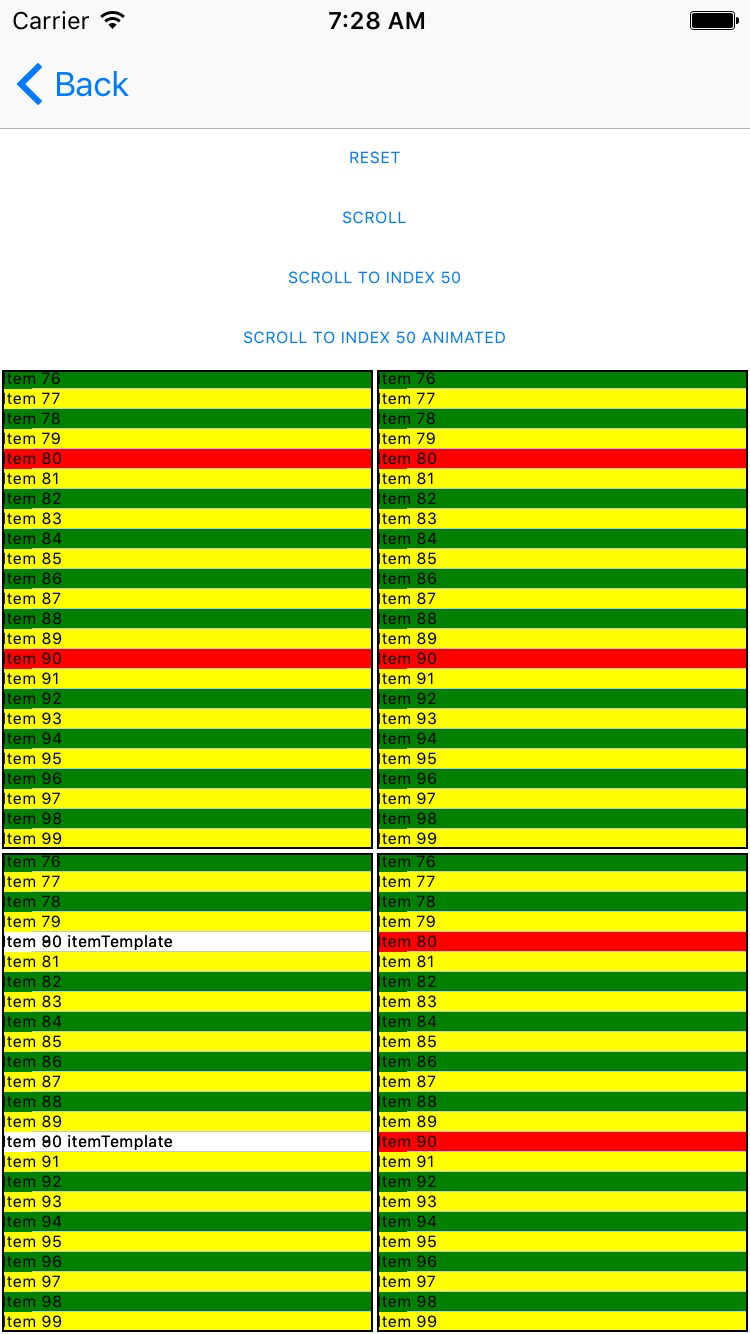 Carrier 7:28 AM
Back
RESET
SCROLL
SCROLL TO INDEX 50
SCROLL TO INDEX 50 ANIMATED
Item 76 Item 76
Item 77 Item 77
Item 78 Item 78
Item 79 Item 79
Item 80 Item 80
Item 81 Item 81
Item 82 Item 82
Item 83 Item 83
Item 84 Item 84
Item 85 Item 85
Item 86 Item 86
Item 87 Item 87
Item 88 Item 88
Item 89 Item 89
Item 90 Item 90
Item 91 Item 91
Item 92 Item 92
Item 93 Item 93
Item 94 Item 94
Item 95 Item 95
Item 96 Item 96
Item 97 Item 97
Item 98 Item 98
Item 99 Item 99
Item 76 Item 76
Item 77 Item 77
Item 78 Item 78
Item 79 Item 79
Item itemTemplate Item 80
Item 81 Item 81
Item 82 Item 82
Item 83 Item 83
Item 84 Item 84
Item 85 Item 85
Item 86 Item 86
Item 87 Item 87
Item 88 Item 88
Item 89 Item 89
Item itemTemplate Item 90
Item 91 Item 91
Item 92 Item 92
Item 93 Item 93
Item 94 Item 94
Item 95 Item 95
Item 96 Item 96
Item 97 Item 97
Item 98 Item 98
Item 99 Item 99